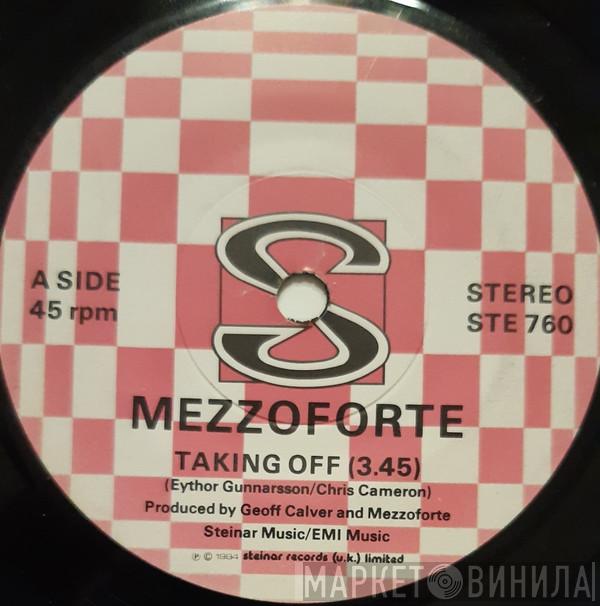 A SIDE
45 rpm
STEREO
STE 760
S
MEZZOFORTE
TAKING OFF (3.45)
(Eythor Gunnarsson/Chris Cameron)
Produced by Geoff Calver and Mezzoforte
Steinar Music/EMI Music
℗ © 1984 steinar records (u.k.) limited
МАРКЕТ ВИНИЛА